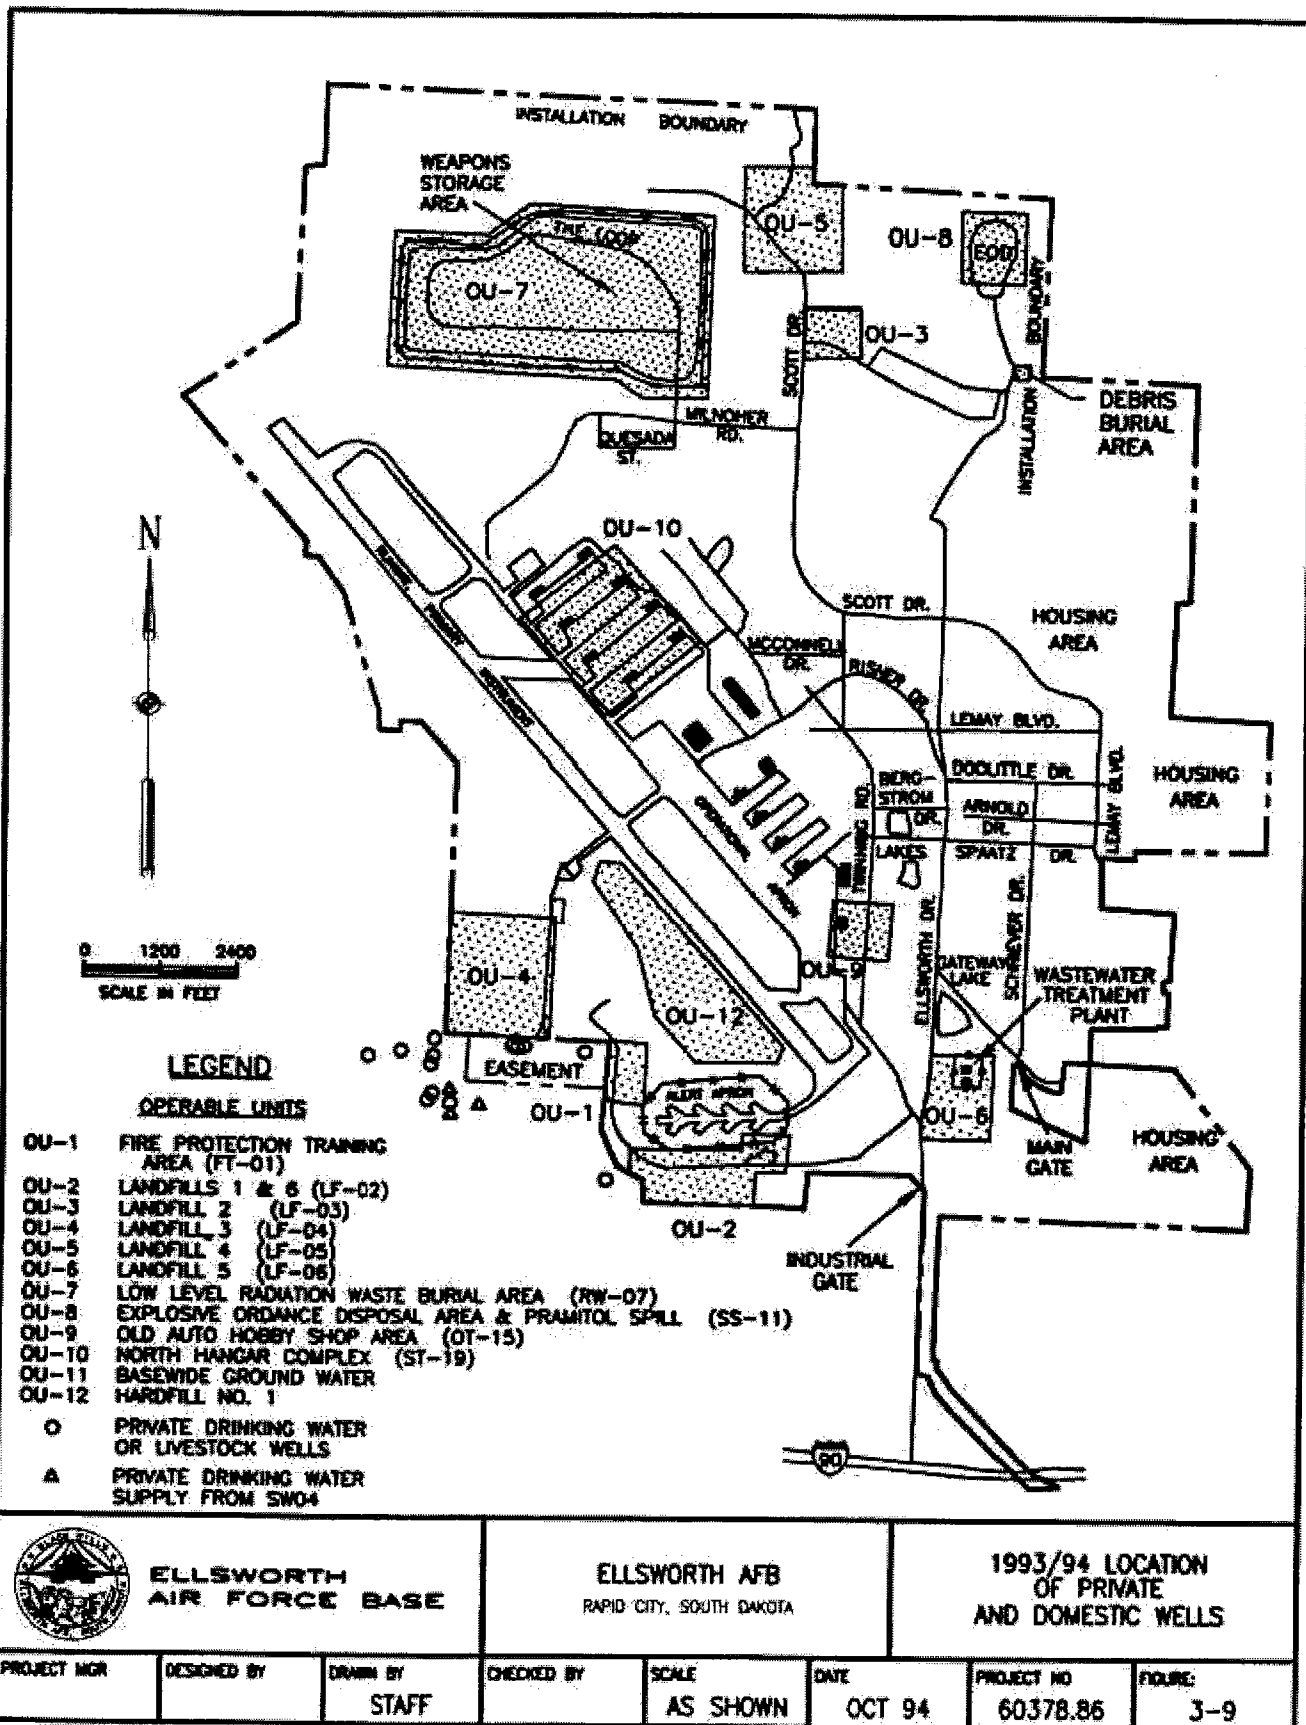 INSTALLATION BOUNDARY
WEAPONS
STORAGE
AREA
THE LOOP
OU-5
OU-8
EOD
OU-7
INSTALLATION BOUNDARY
SCOTT DR.
OU-3
DEBRIS
BURIAL
AREA
MILNOHER
RD.
QUESADA
ST.
N
OU-10
RUNWAY
PRIMARY
INSTRUMENT
SCOTT DR.
HOUSING
AREA
MCCONNELL
DR.
RISHER DR.
LEMAY BLVD.
DOOLITTLE DR.
BERG-
STROM
DR.
ARNOLD
DR.
LEMAY BLVD.
HOUSING
AREA
OPERATIONAL
APRON
TWINING RD.
LAKES
SPAATZ DR.
ELLSWORTH DR.
SCHRIEVER DR.
0 1200 2400
SCALE IN FEET
OU-4
OU-9
GATEWAY
LAKE
WASTEWATER
TREATMENT
PLANT
OU-12
EASEMENT
ALERT APRON
OU-1
OU-6
MAIN
GATE
HOUSING
AREA
OU-2
INDUSTRIAL
GATE
90
LEGEND
OPERABLE UNITS
OU-1 FIRE PROTECTION TRAINING
AREA (FT-01)
OU-2 LANDFILLS 1 & 6 (LF-02)
OU-3 LANDFILL 2 (LF-03)
OU-4 LANDFILL 3 (LF-04)
OU-5 LANDFILL 4 (LF-05)
OU-6 LANDFILL 5 (LF-06)
OU-7 LOW LEVEL RADIATION WASTE BURIAL AREA (RW-07)
OU-8 EXPLOSIVE ORDANCE DISPOSAL AREA & PRAMITOL SPILL (SS-11)
OU-9 OLD AUTO HOBBY SHOP AREA (OT-15)
OU-10 NORTH HANGAR COMPLEX (ST-19)
OU-11 BASEWIDE GROUND WATER
OU-12 HARDFILL NO. 1
PRIVATE DRINKING WATER
OR LIVESTOCK WELLS
PRIVATE DRINKING WATER
SUPPLY FROM SW04
ELLSWORTH
AIR FORCE BASE
ELLSWORTH AFB
RAPID CITY, SOUTH DAKOTA
1993/94 LOCATION
OF PRIVATE
AND DOMESTIC WELLS
PROJECT MGR
DESIGNED BY
DRAWN BY
STAFF
CHECKED BY
SCALE
AS SHOWN
DATE
OCT 94
PROJECT NO
60378.86
FIGURE:
3-9